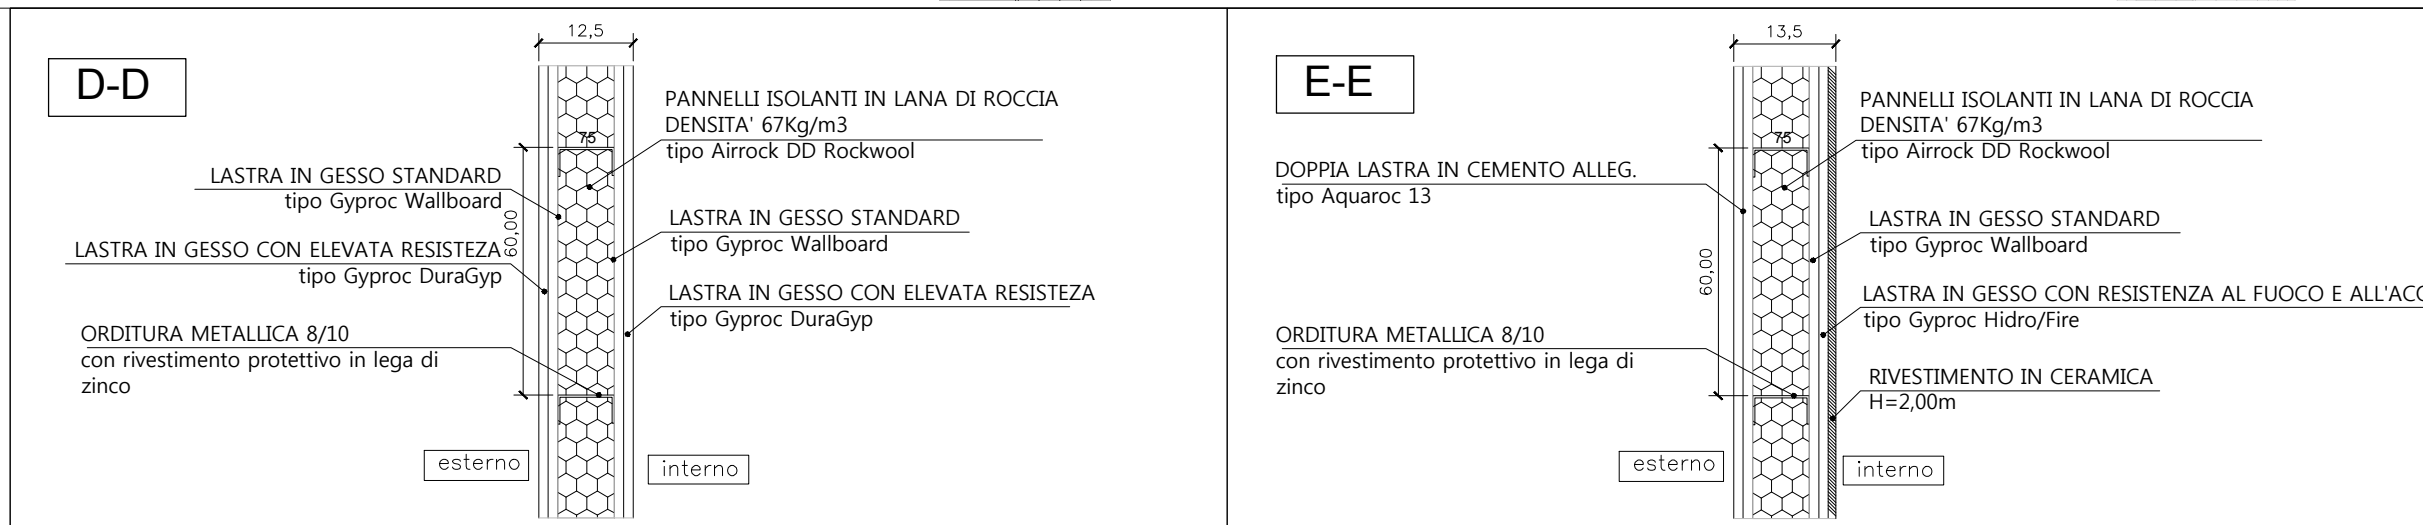 D-D
12,5
PANNELLI ISOLANTI IN LANA DI ROCCIA
DENSITA' 67Kg/m3
tipo Airrock DD Rockwool
75
LASTRA IN GESSO STANDARD
tipo Gyproc Wallboard
60,00
LASTRA IN GESSO CON ELEVATA RESISTEZA
tipo Gyproc DuraGyp
LASTRA IN GESSO STANDARD
tipo Gyproc Wallboard
LASTRA IN GESSO CON ELEVATA RESISTEZA
tipo Gyproc DuraGyp
ORDITURA METALLICA 8/10
con rivestimento protettivo in lega di
zinco
esterno
interno
E-E
13,5
PANNELLI ISOLANTI IN LANA DI ROCCIA
DENSITA' 67Kg/m3
tipo Airrock DD Rockwool
75
DOPPIA LASTRA IN CEMENTO ALLEG.
tipo Aquaroc 13
60,00
LASTRA IN GESSO STANDARD
tipo Gyproc Wallboard
LASTRA IN GESSO CON RESISTENZA AL FUOCO E
tipo Gyproc Hidro/Fire
ORDITURA METALLICA 8/10
con rivestimento protettivo in lega di
zinco
RIVESTIMENTO IN CERAMICA
H=2,00m
esterno
interno